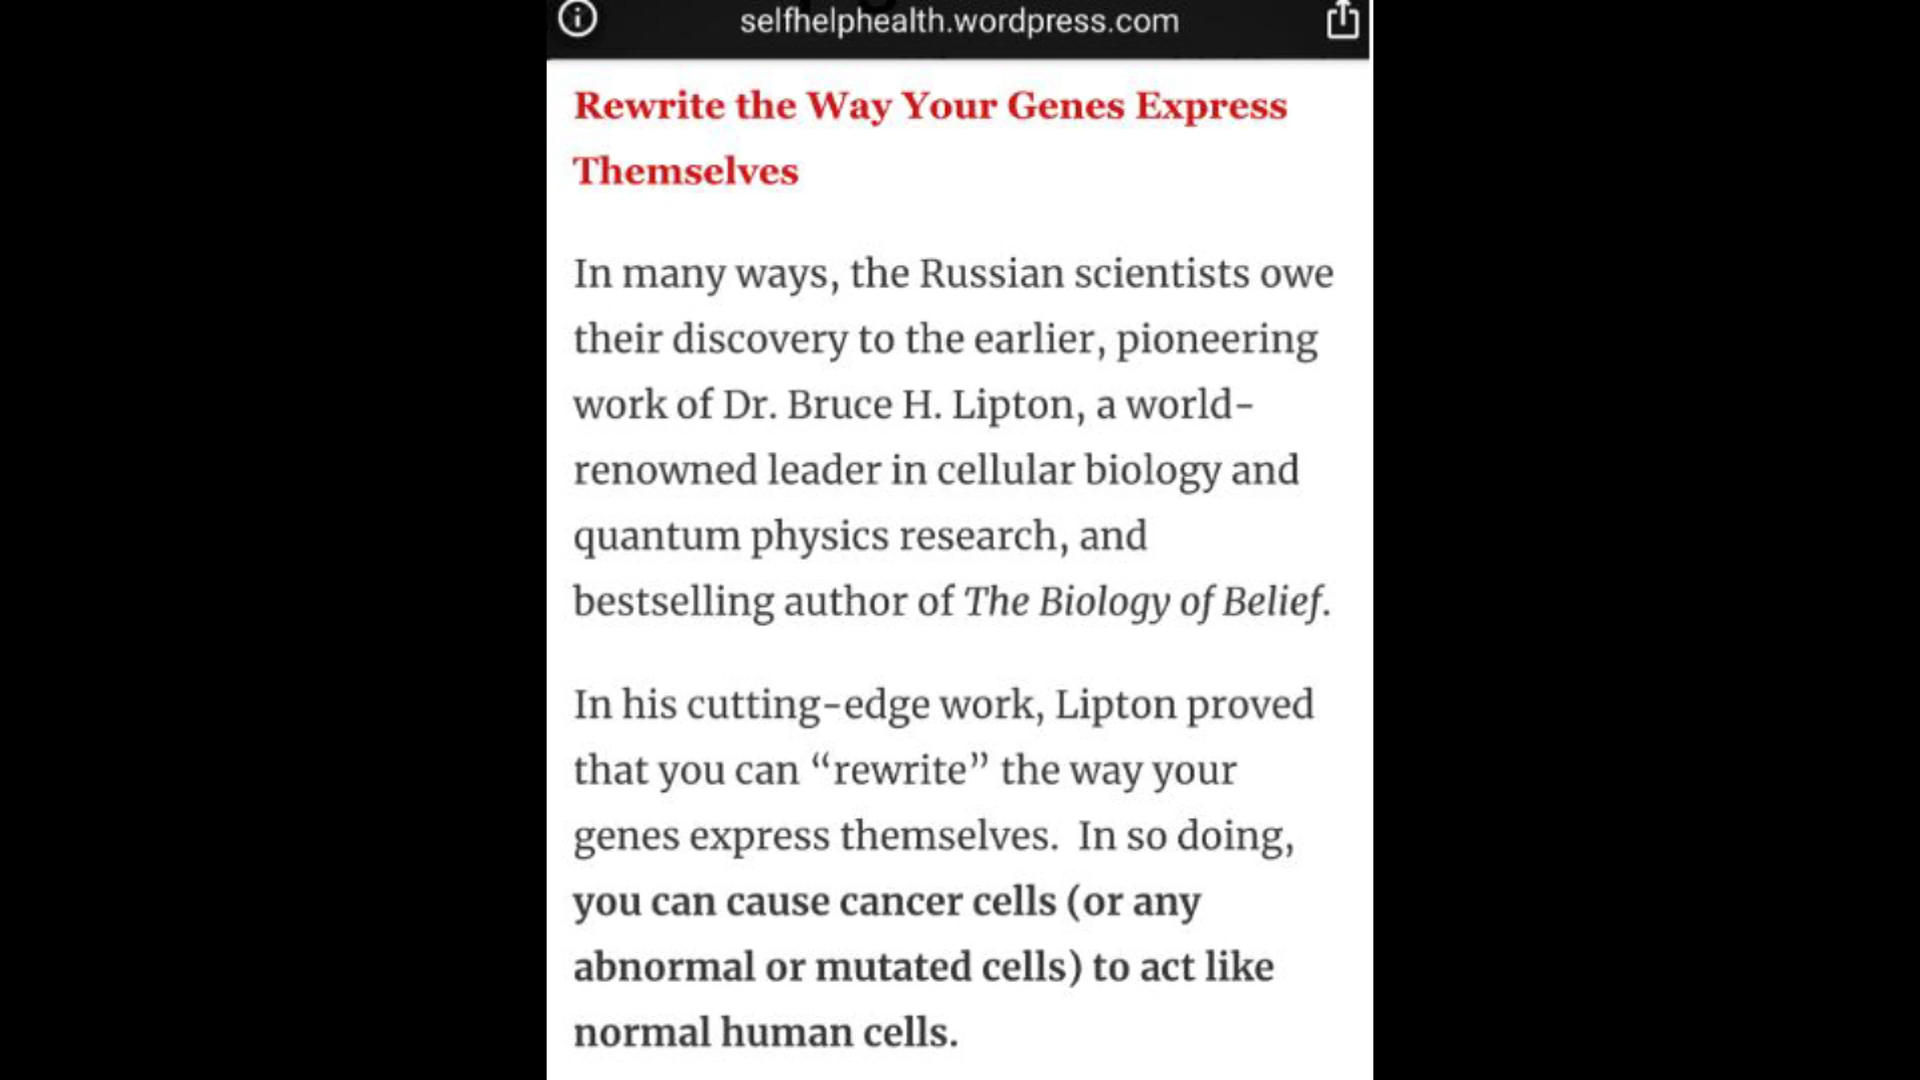 selfhelphealth.wordpress.com
Rewrite the Way Your Genes Express
Themselves
In many ways, the Russian scientists owe
their discovery to the earlier, pioneering
work of Dr. Bruce H. Lipton, a world-
renowned leader in cellular biology and
quantum physics research, and
bestselling author of The Biology of Belief.
In his cutting-edge work, Lipton proved
that you can “rewrite” the way your
genes express themselves.  In so doing,
you can cause cancer cells (or any
abnormal or mutated cells) to act like
normal human cells.